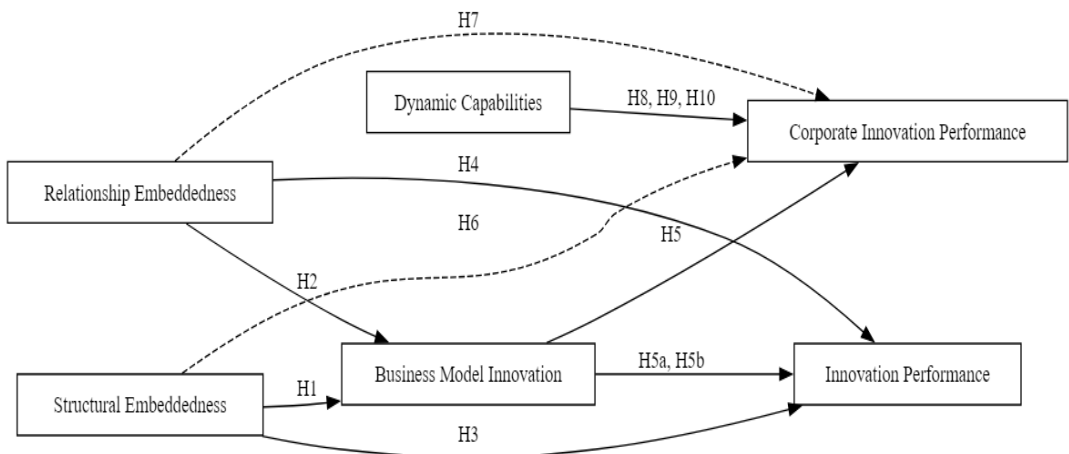 H7
Dynamic Capabilities
H8, H9, H10
Corporate Innovation Performance
Relationship Embeddedness
H4
H6
H5
H2
Business Model Innovation
H5a, H5b
Innovation Performance
Structural Embeddedness
H1
H3